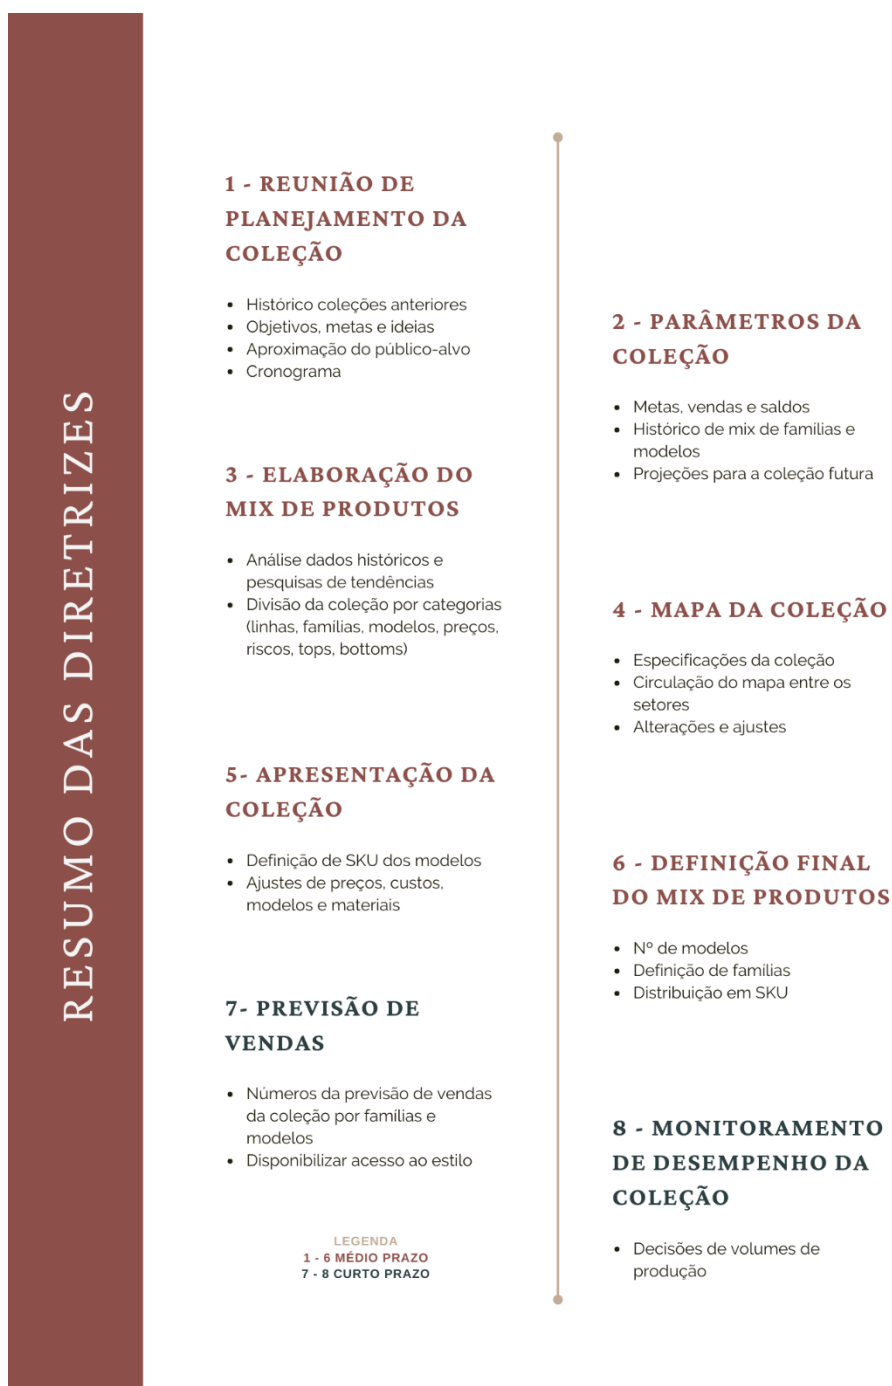 RESUMO DAS DIRETRIZES
1 - REUNIÃO DE
PLANEJAMENTO DA
COLEÇÃO
• Histórico coleções anteriores
• Objetivos, metas e ideias
• Aproximação do público-alvo
• Cronograma
2 - PARÂMETROS DA
COLEÇÃO
• Metas, vendas e saldos
• Histórico de mix de famílias e
modelos
• Projeções para a coleção futura
3 - ELABORAÇÃO DO
MIX DE PRODUTOS
• Análise dados históricos e
pesquisas de tendências
• Divisão da coleção por categorias
(linhas, famílias, modelos, preços,
riscos, tops, bottoms)
4 - MAPA DA COLEÇÃO
• Especificações da coleção
• Circulação do mapa entre os
setores
• Alterações e ajustes
5- APRESENTAÇÃO DA
COLEÇÃO
• Definição de SKU dos modelos
• Ajustes de preços, custos,
modelos e materiais
6 - DEFINIÇÃO FINAL
DO MIX DE PRODUTOS
• Nº de modelos
• Definição de famílias
• Distribuição em SKU
7- PREVISÃO DE
VENDAS
• Números da previsão de vendas
da coleção por famílias e
modelos
• Disponibilizar acesso ao estilo
8 - MONITORAMENTO
DE DESEMPENHO DA
COLEÇÃO
• Decisões de volumes de
produção
LEGENDA
1 - 6 MÉDIO PRAZO
7 - 8 CURTO PRAZO